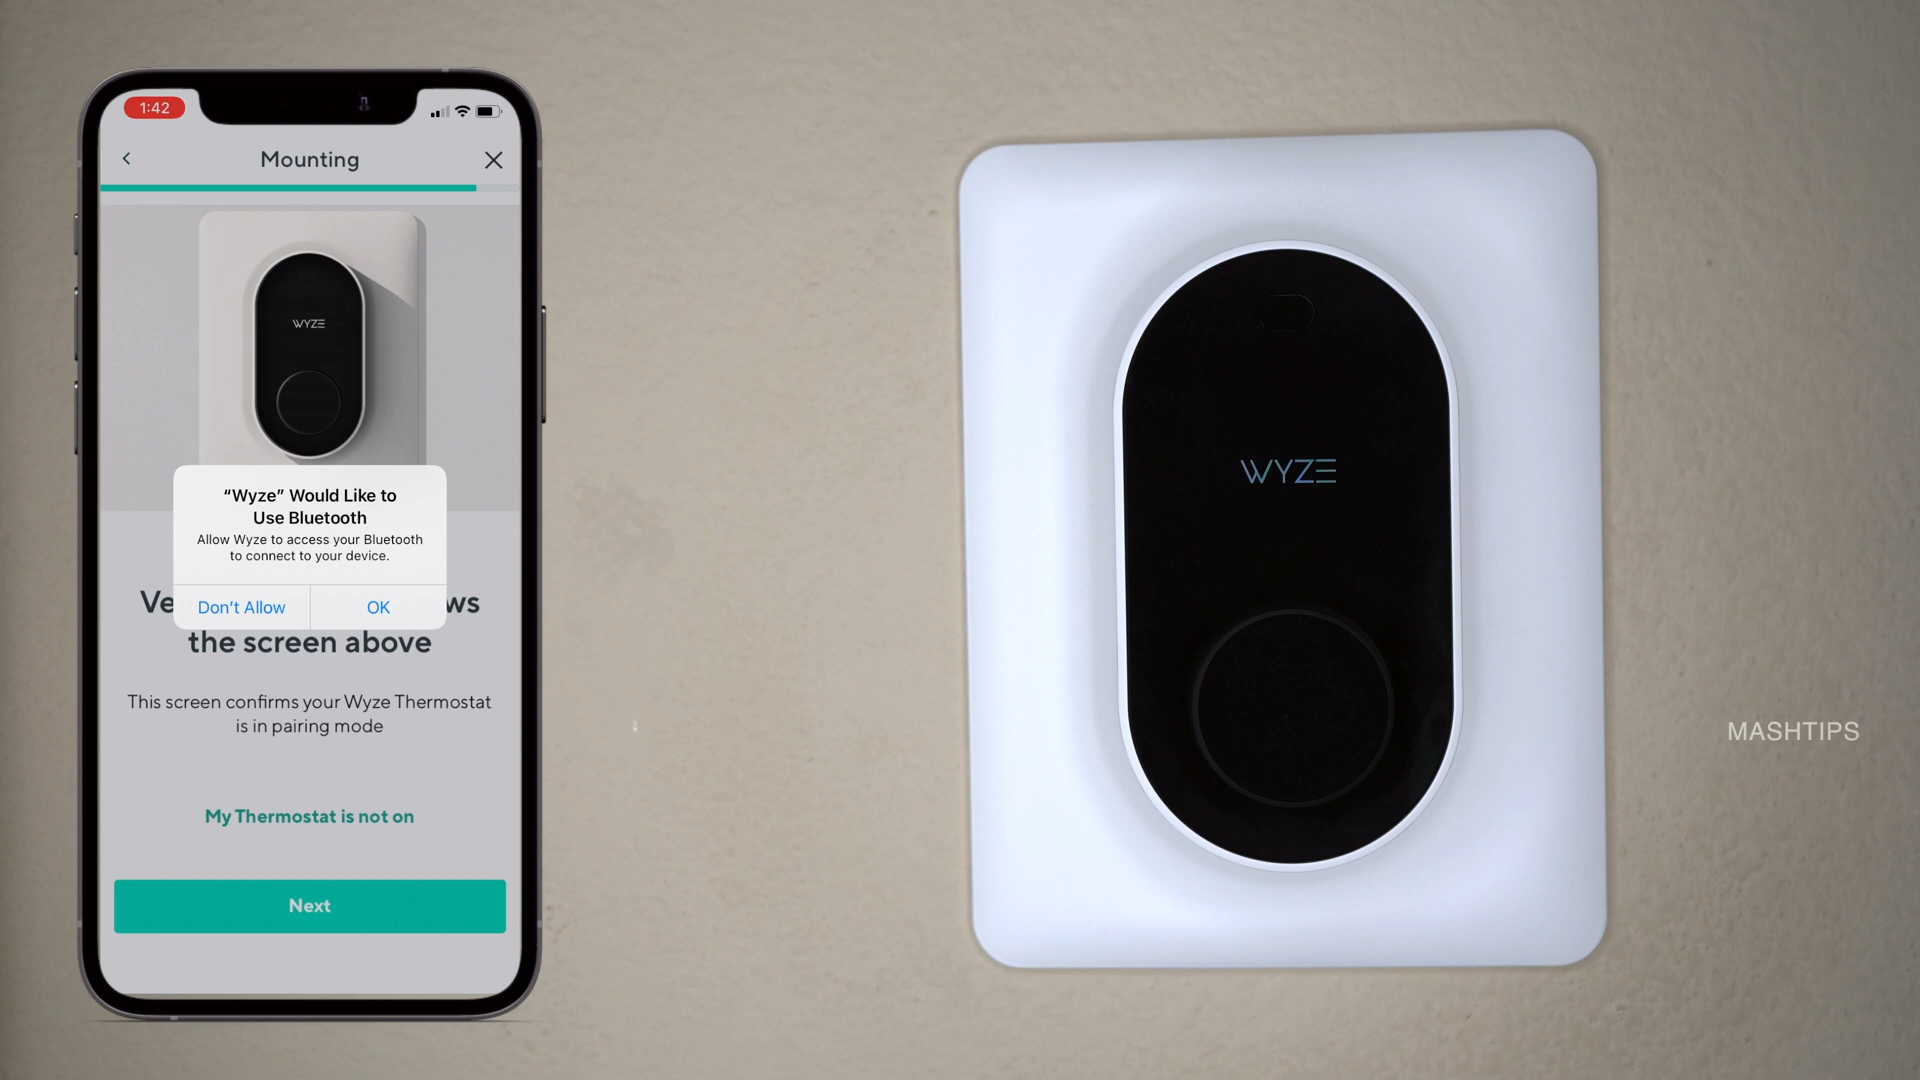 1:42
Mounting
WYZE
“Wyze” Would Like to
Use Bluetooth
Allow Wyze to access your Bluetooth
to connect to your device.
Don’t Allow
OK
Ve ws
the screen above
This screen confirms your Wyze Thermostat
is in pairing mode
My Thermostat is not on
Next
WYZE
MASHTIPS